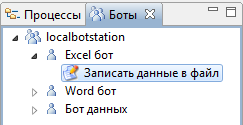 Процессы Боты
localbotstation
Excel бот
Записать данные в файл
Word бот
Бот данных